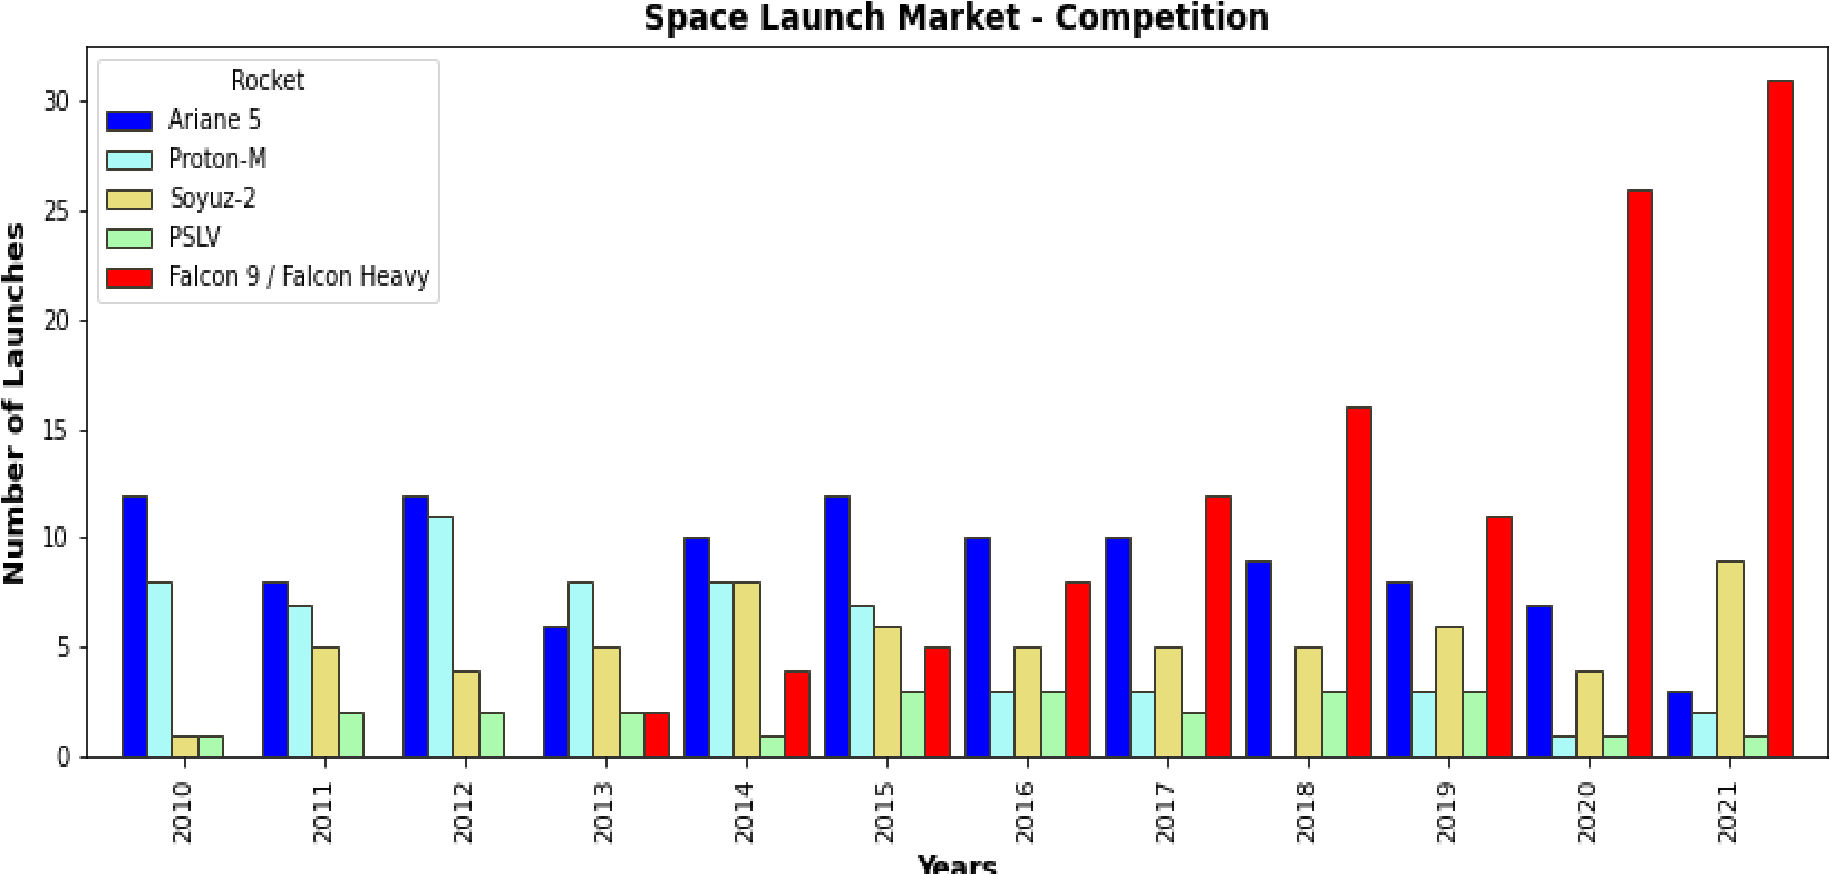 Space Launch Market - Competition
Rocket
Ariane 5
Proton-M
Soyuz-2
PSLV
Falcon 9 / Falcon Heavy
Number of Launches
30
25
20
15
10
5
0
2010
2011
2012
2013
2014
2015
2016
2017
2018
2019
2020
2021
Years